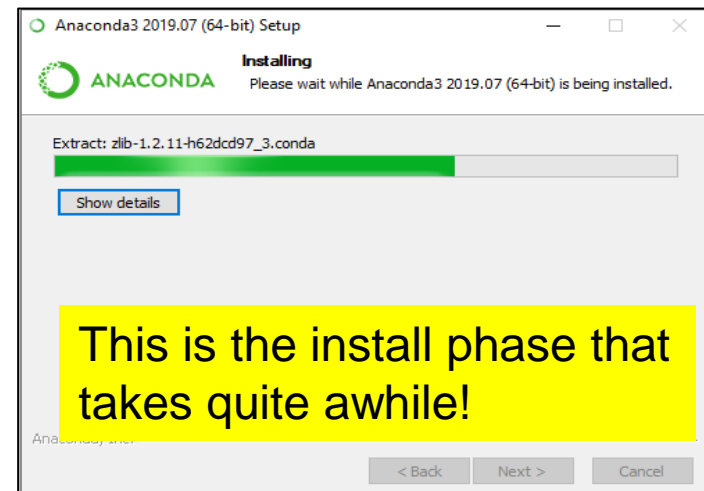 Anaconda3 2019.07 (64-bit) Setup
ANACONDA
Installing
Please wait while Anaconda3 2019.07 (64-bit) is being installed.
Extract: zlib-1.2.11-h62dcd97_3.conda
Show details
This is the install phase that
takes quite awhile!
< Back Next > Cancel